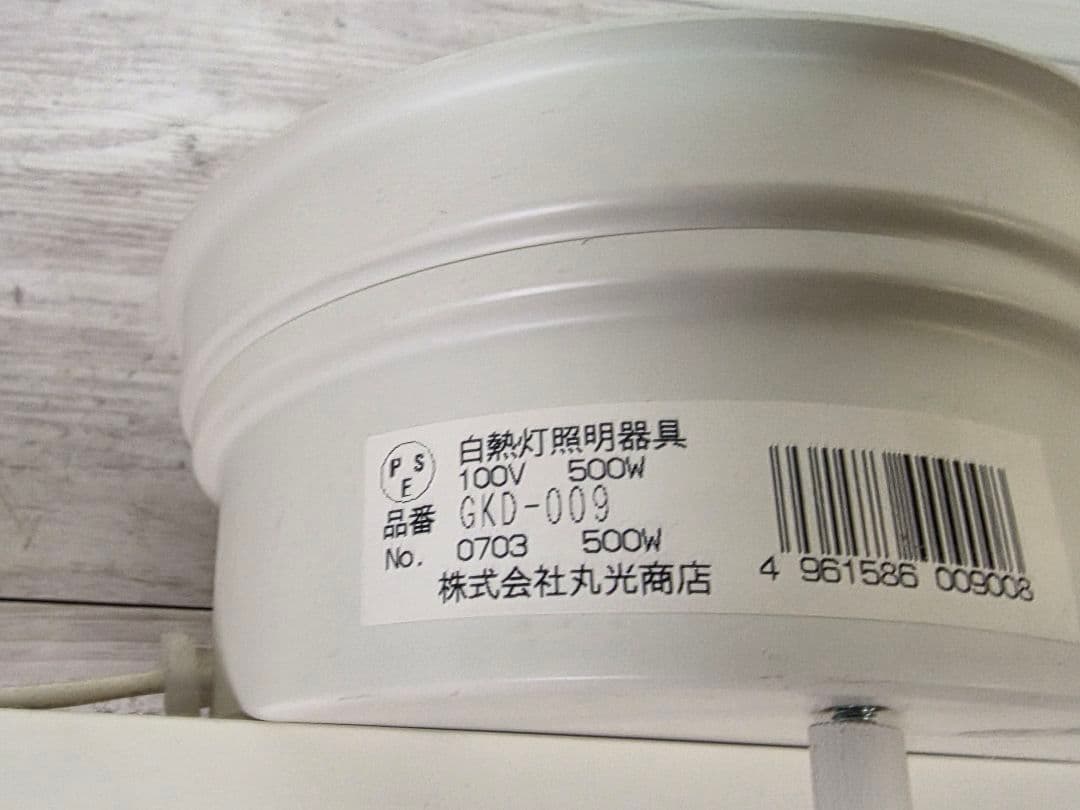 PSE
白熱灯照明器具
100V 500W
品番 GKD-009
No. 0703 500W
株式会社丸光商店
4 961586 009008